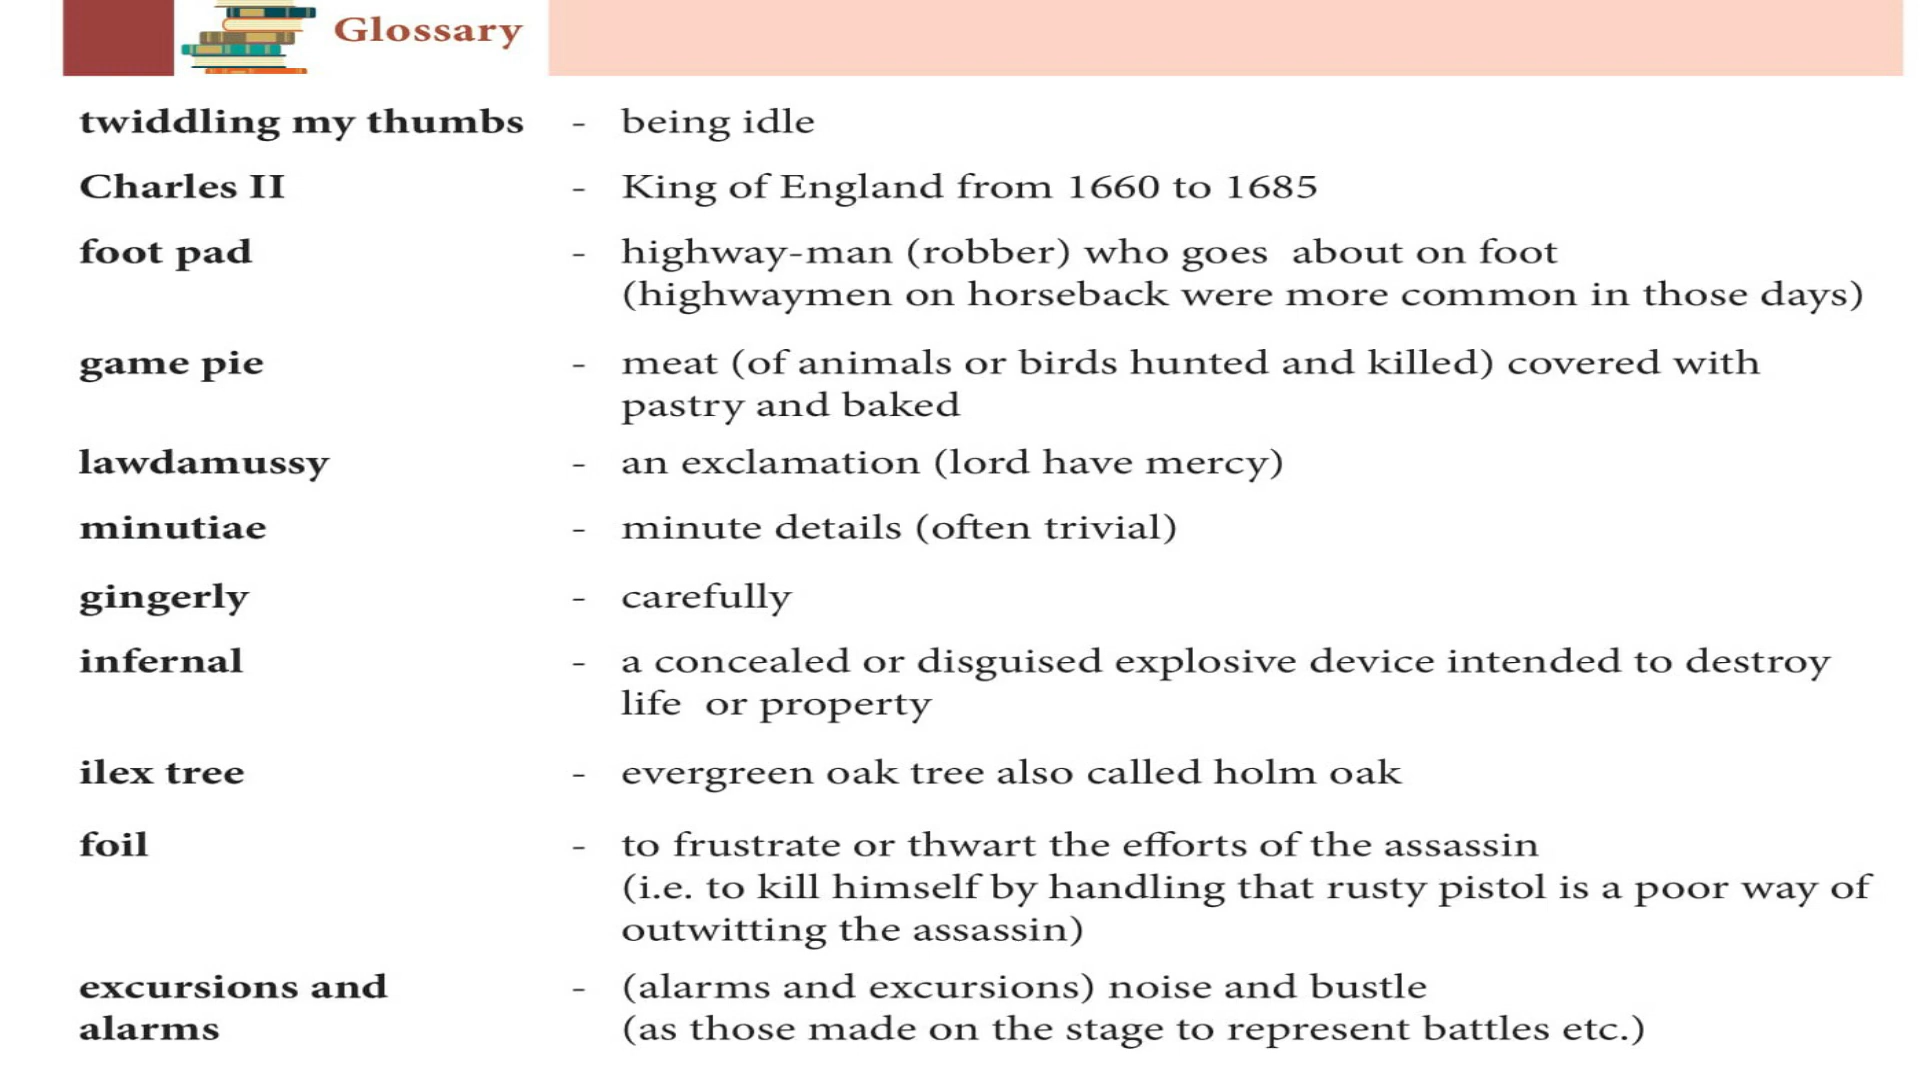 Glossary
twiddling my thumbs - being idle
Charles II - King of England from 1660 to 1685
foot pad - highway-man (robber) who goes about on foot
(highwaymen on horseback were more common in those days)
game pie - meat (of animals or birds hunted and killed) covered with
pastry and baked
lawdamussy - an exclamation (lord have mercy)
minutiae - minute details (often trivial)
gingerly - carefully
infernal - a concealed or disguised explosive device intended to destroy
life or property
ilex tree - evergreen oak tree also called holm oak
foil - to frustrate or thwart the efforts of the assassin
(i.e. to kill himself by handling that rusty pistol is a poor way of
outwitting the assassin)
excursions and - (alarms and excursions) noise and bustle
alarms (as those made on the stage to represent battles etc.)